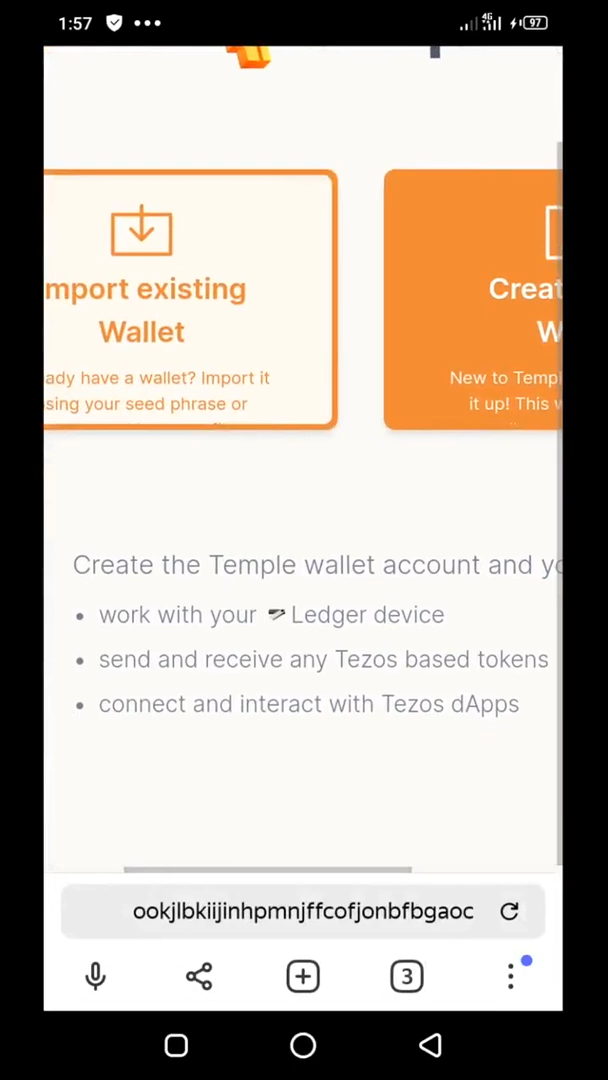 1:57
4G
97
mport existing
Wallet
ady have a wallet? Import it
sing your seed phrase or
Creat
W
New to Templ
it up! This w
Create the Temple wallet account and yo
• work with your Ledger device
• send and receive any Tezos based tokens
• connect and interact with Tezos dApps
ookjlbkiijinhpmnjffcofjonbfbgaoc
3